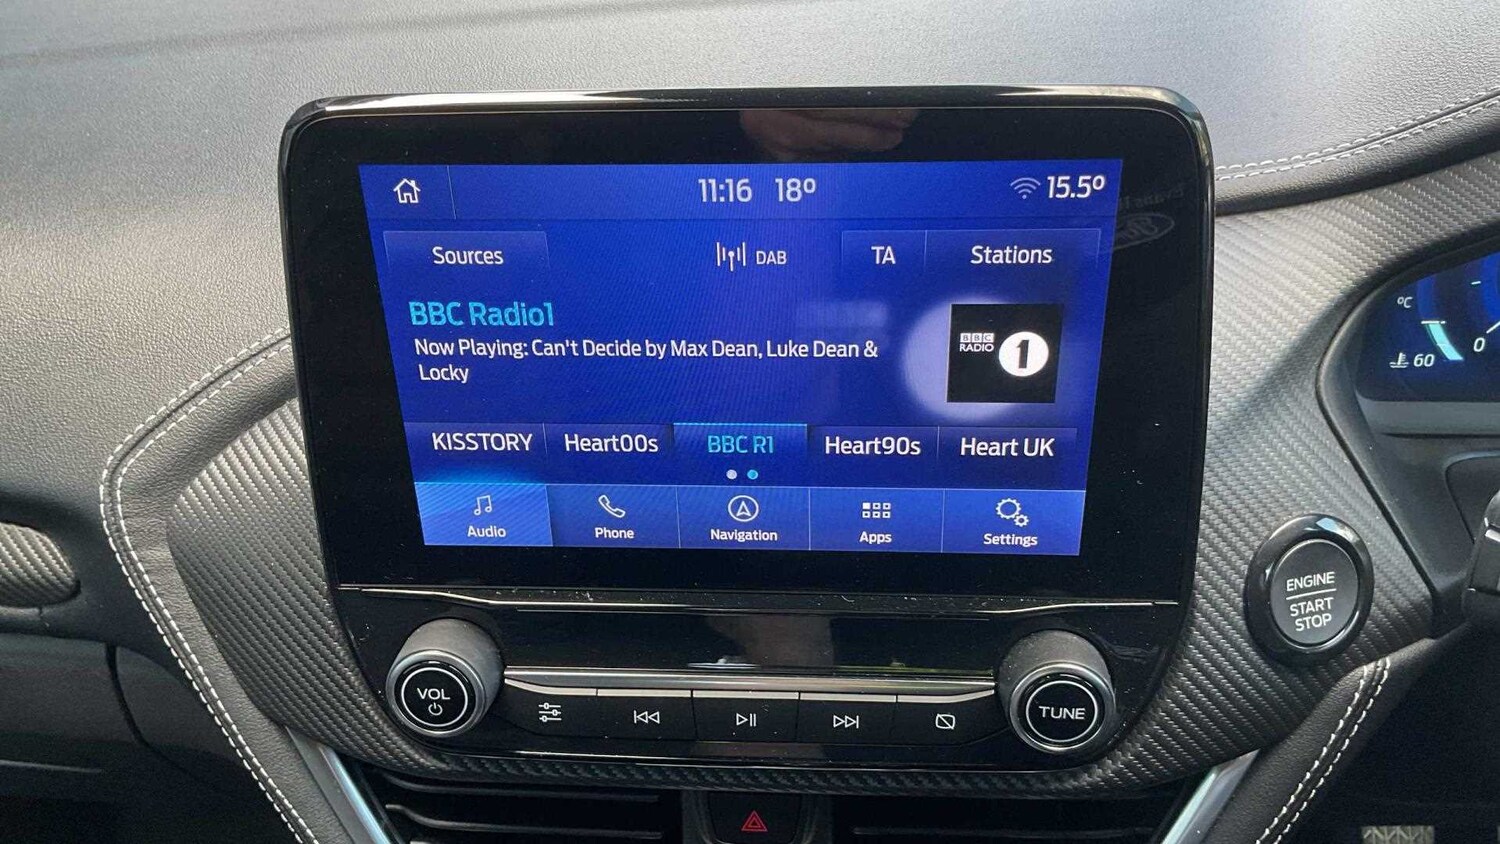 11:16 18º 15.5º
Sources DAB TA Stations
BBC Radio1
Now Playing: Can't Decide by Max Dean, Luke Dean &
Locky
BBC
RADIO 1
KISSTORY Heart00s BBC R1 Heart90s Heart UK
Audio Phone Navigation Apps Settings
ºC
60 0
ENGINE
START
STOP
VOL
TUNE